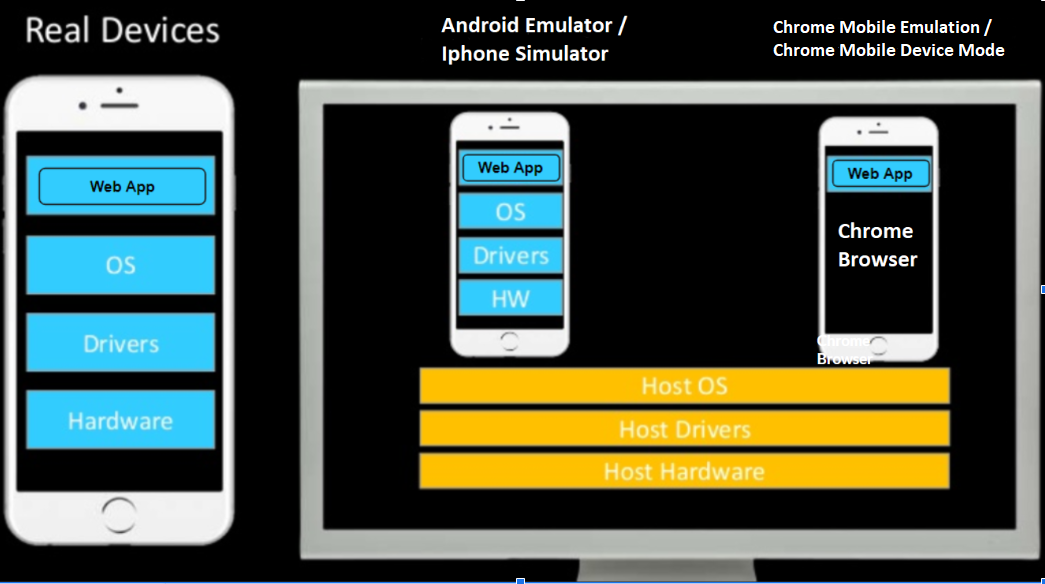 Real Devices
Android Emulator /
Iphone Simulator
Chrome Mobile Emulation /
Chrome Mobile Device Mode
Web App
OS
Drivers
Hardware
Web App
OS
Drivers
HW
Web App
Chrome
Browser
Chrome
Browser
Host OS
Host Drivers
Host Hardware